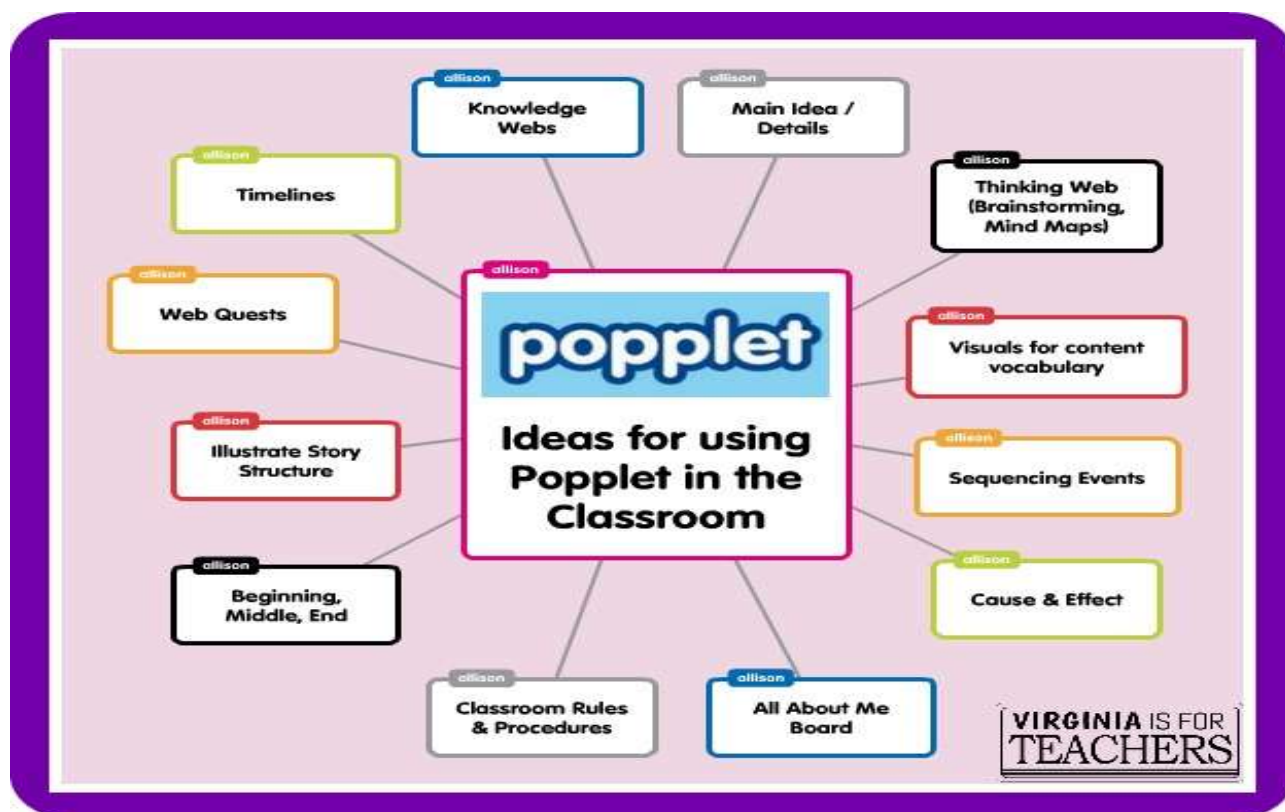 allison
Knowledge
Webs
allison
Main Idea /
Details
allison
Timelines
allison
Thinking Web
(Brainstorming,
Mind Maps)
allison
popplet
Ideas for using
Popplet in the
Classroom
allison
Web Quests
allison
Visuals for content
vocabulary
allison
Illustrate Story
Structure
allison
Sequencing Events
allison
Beginning,
Middle, End
allison
Cause & Effect
allison
Classroom Rules
& Procedures
allison
All About Me
Board
VIRGINIA IS FOR
TEACHERS